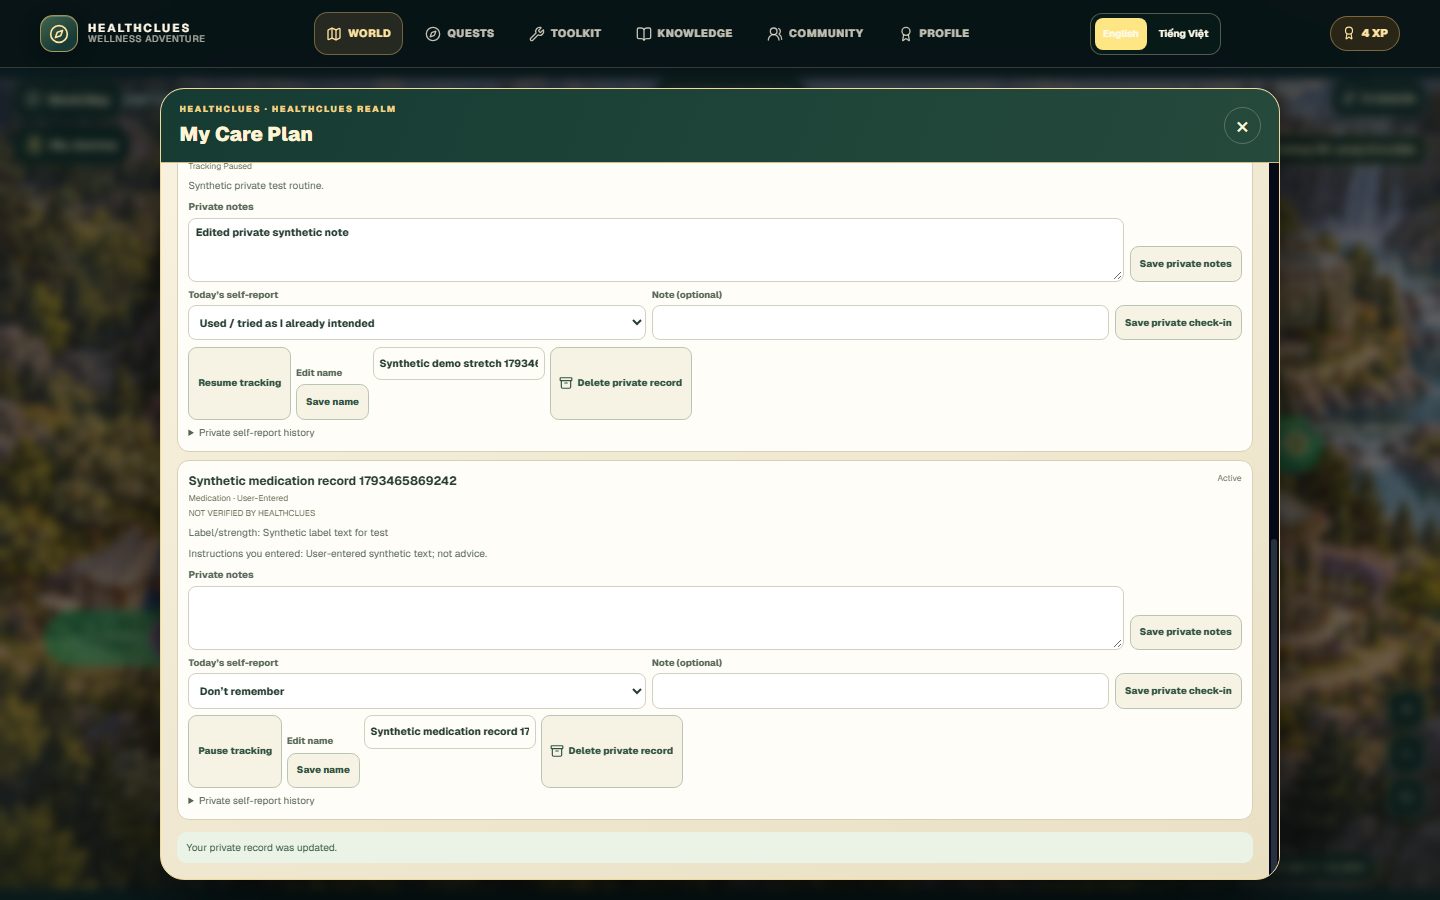 HEALTHCLUES
WELLNESS ADVENTURE
WORLD
QUESTS
TOOLKIT
KNOWLEDGE
COMMUNITY
PROFILE
English
Tiếng Việt
4 XP
HEALTHCLUES · HEALTHCLUES REALM
My Care Plan
Tracking Paused
Synthetic private test routine.
Private notes
Edited private synthetic note
Save private notes
Today's self-report
Note (optional)
Used / tried as I already intended
Save private check-in
Resume tracking
Edit name
Save name
Synthetic demo stretch 17934
Delete private record
Private self-report history
Synthetic medication record 1793465869242
Active
Medication · User-Entered
NOT VERIFIED BY HEALTHCLUES
Label/strength: Synthetic label text for test
Instructions you entered: User-entered synthetic text; not advice.
Private notes
Save private notes
Today's self-report
Note (optional)
Don't remember
Save private check-in
Pause tracking
Edit name
Save name
Synthetic medication record 17
Delete private record
Private self-report history
Your private record was updated.